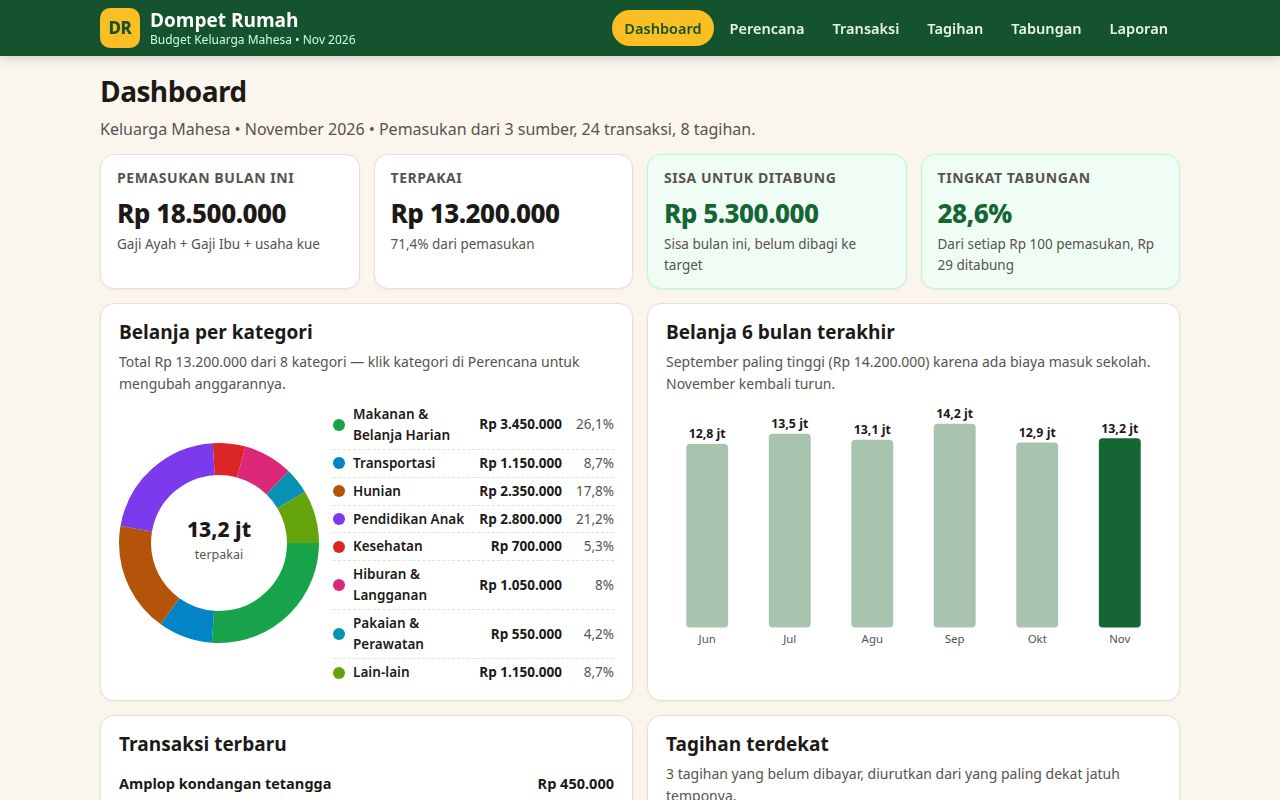 DR
Dompet Rumah
Budget Keluarga Mahesa • Nov 2026
Dashboard
Perencana
Transaksi
Tagihan
Tabungan
Laporan
Dashboard
Keluarga Mahesa • November 2026 • Pemasukan dari 3 sumber, 24 transaksi, 8 tagihan.
PEMASUKAN BULAN INI
Rp 18.500.000
Gaji Ayah + Gaji Ibu + usaha kue
TERPAKAI
Rp 13.200.000
71,4% dari pemasukan
SISA UNTUK DITABUNG
Rp 5.300.000
Sisa bulan ini, belum dibagi ke
target
TINGKAT TABUNGAN
28,6%
Dari setiap Rp 100 pemasukan, Rp
29 ditabung
Belanja per kategori
Total Rp 13.200.000 dari 8 kategori — klik kategori di Perencana untuk
mengubah anggarannya.
13,2 jt
terpakai
Makanan &
Belanja Harian
Rp 3.450.000
26,1%
Transportasi
Rp 1.150.000
8,7%
Hunian
Rp 2.350.000
17,8%
Pendidikan Anak
Rp 2.800.000
21,2%
Kesehatan
Rp 700.000
5,3%
Hiburan &
Langganan
Rp 1.050.000
8%
Pakaian &
Perawatan
Rp 550.000
4,2%
Lain-lain
Rp 1.150.000
8,7%
Belanja 6 bulan terakhir
September paling tinggi (Rp 14.200.000) karena ada biaya masuk sekolah.
November kembali turun.
12,8 jt
13,5 jt
13,1 jt
14,2 jt
12,9 jt
13,2 jt
Jun
Jul
Agu
Sep
Okt
Nov
Transaksi terbaru
Amplop kondangan tetangga
Rp 450.000
Tagihan terdekat
3 tagihan yang belum dibayar, diurutkan dari yang paling dekat jatuh
temponya.